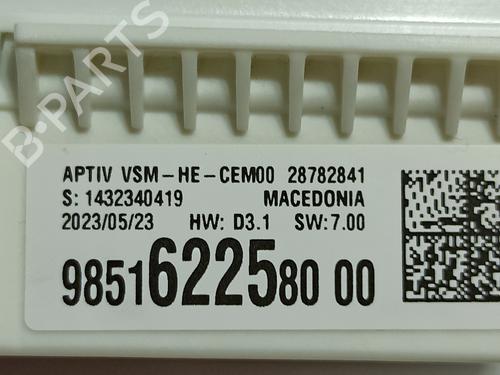 B-PARTS
APTIV VSM-HE-CEM00 28782841
S: 1432340419 MACEDONIA
2023/05/23 HW: D3.1 SW:7.00
9851622580 00